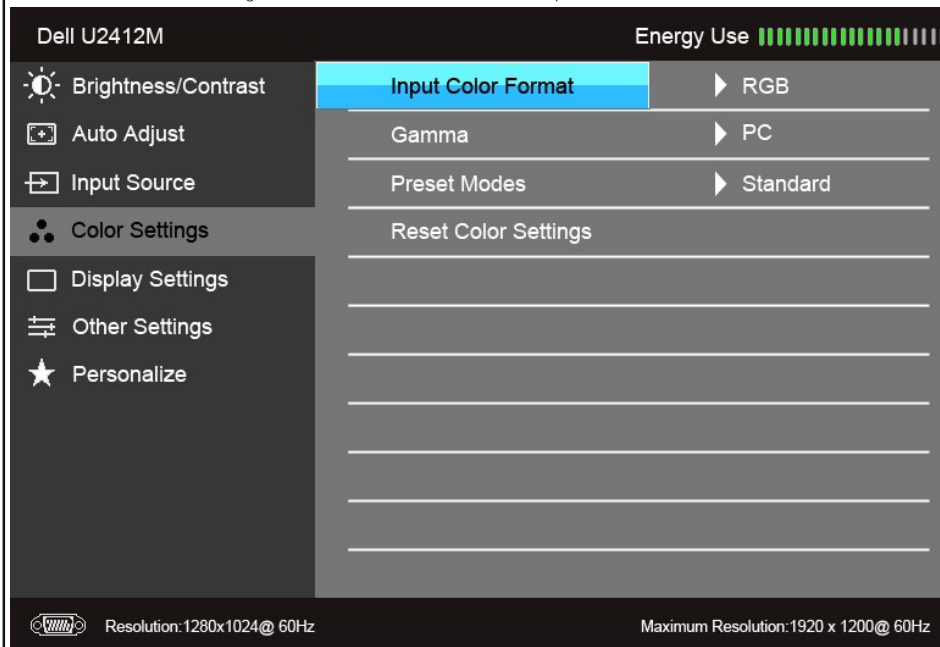 Dell U2412M
Energy Use
Brightness/Contrast
Auto Adjust
Input Source
Color Settings
Display Settings
Other Settings
Personalize
Input Color Format
RGB
Gamma
PC
Preset Modes
Standard
Reset Color Settings
Resolution:1280x1024@ 60Hz
Maximum Resolution:1920 x 1200@ 60Hz